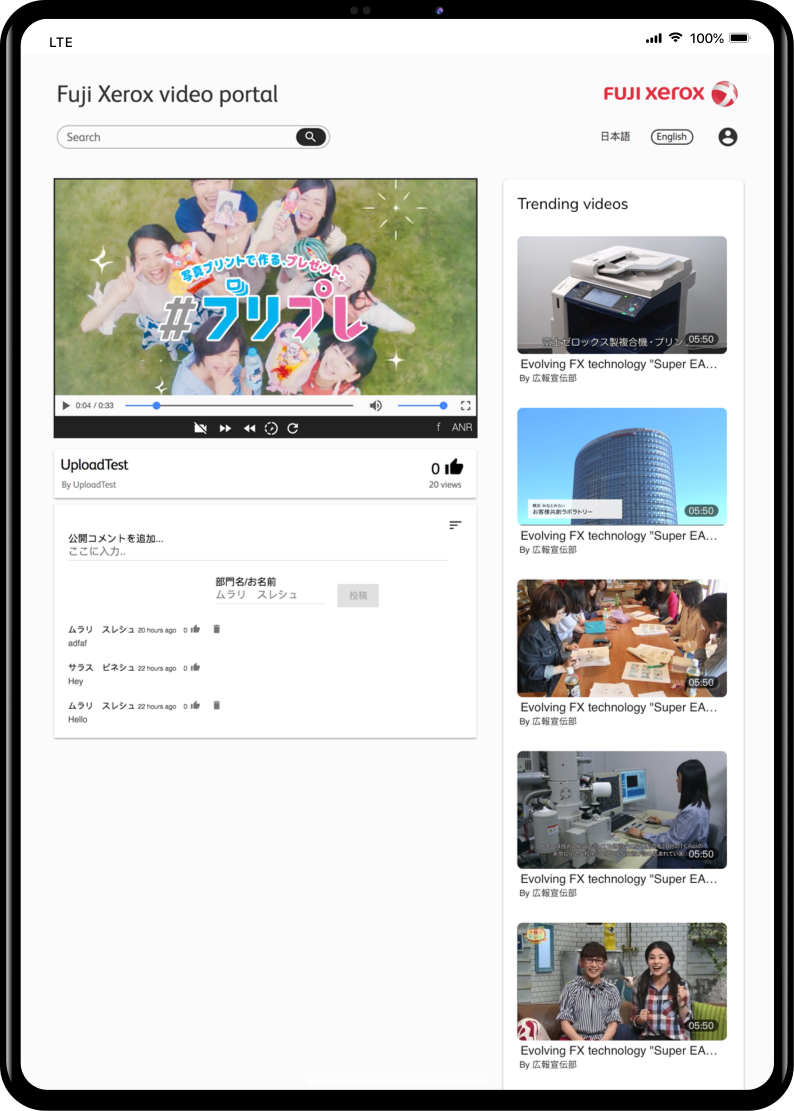 LTE
100%
Fuji Xerox video portal
FUJI xerox
Search
日本語
English
写真プリントで作る、プレゼント。
#プリプレ
0:04 / 0:33
f ANR
UploadTest
0
By UploadTest
20 views
公開コメントを追加...
ここに入力..
部門名/お名前
ムラリ スレシュ
投稿
ムラリ スレシュ 20 hours ago 0
adfaf
サラス ビネシュ 22 hours ago 0
Hey
ムラリ スレシュ 22 hours ago 0
Hello
Trending videos
富士ゼロックス製複合機・プリン
05:50
Evolving FX technology "Super EA...
By 広報宣伝部
横浜 みなとみらい
お客様共創ラボラトリー
05:50
Evolving FX technology "Super EA...
By 広報宣伝部
05:50
Evolving FX technology "Super EA...
By 広報宣伝部
05:50
Evolving FX technology "Super EA...
By 広報宣伝部
05:50
Evolving FX technology "Super EA...
By 広報宣伝部